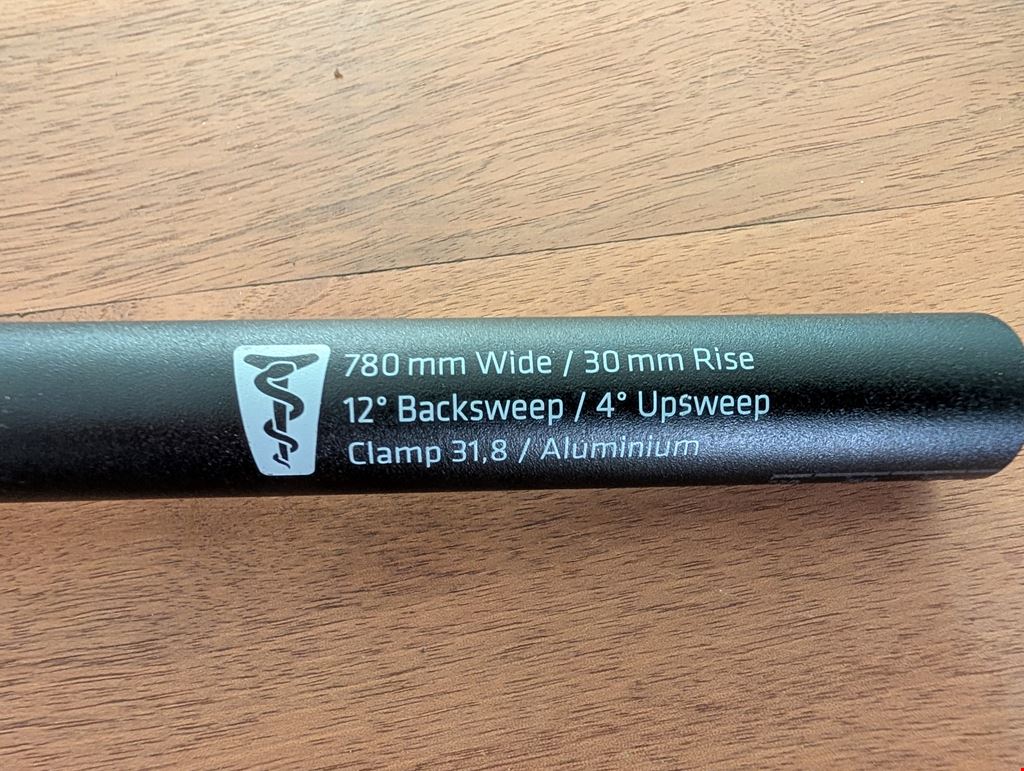 780 mm Wide / 30 mm Rise
12° Backsweep / 4° Upsweep
Clamp 31,8 / Aluminium